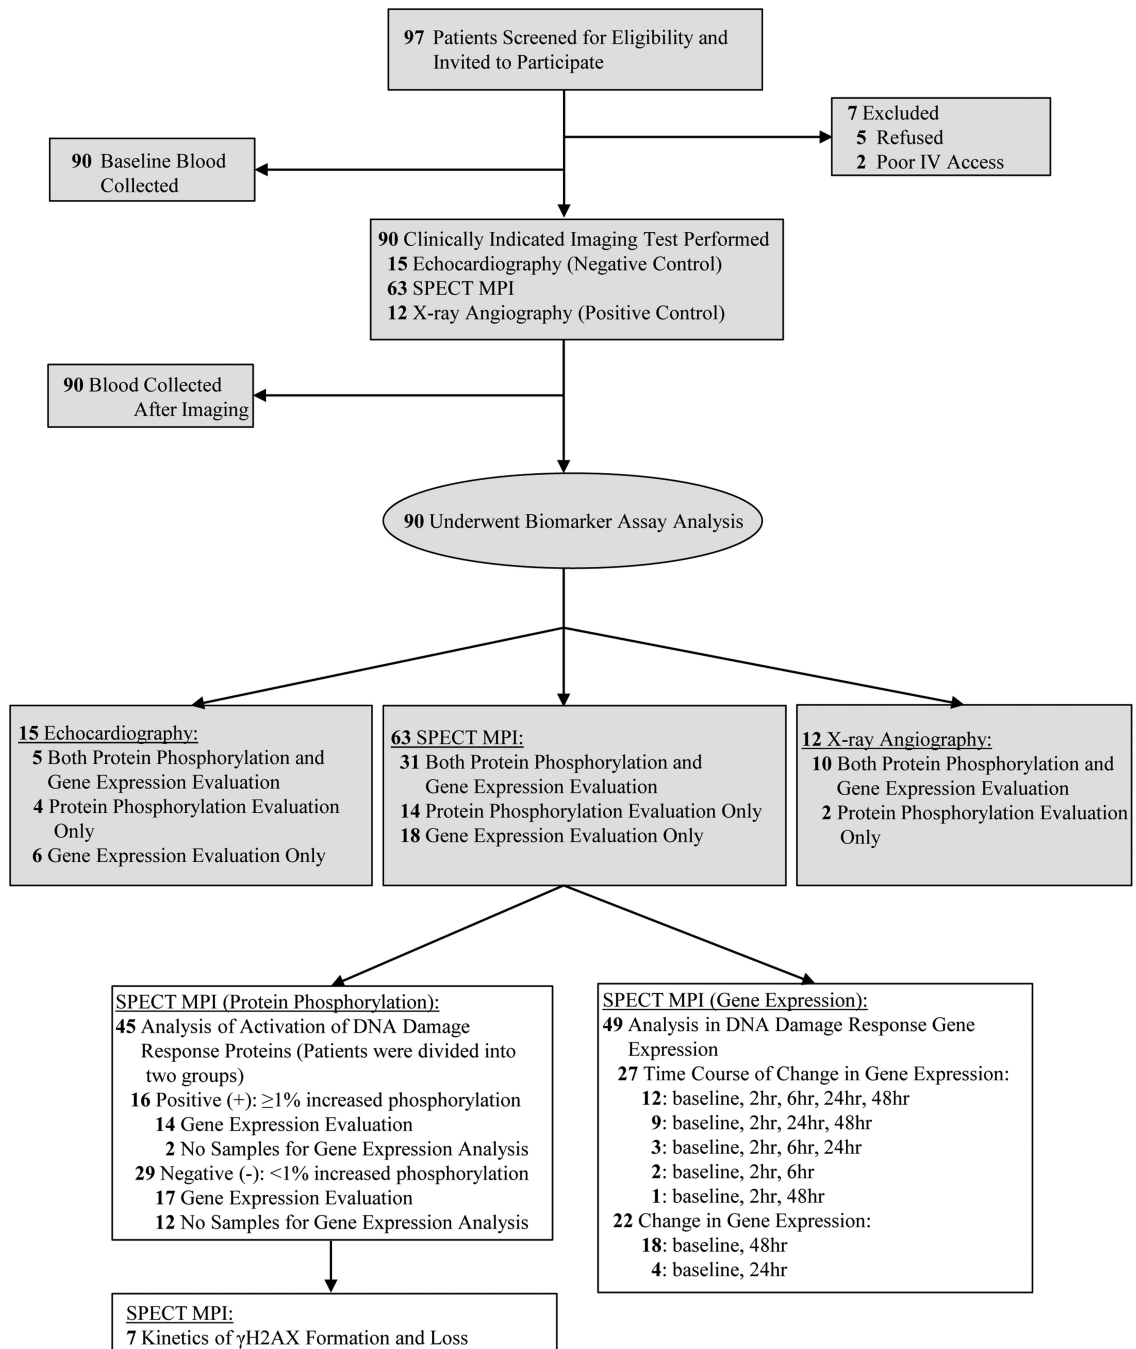 97 Patients Screened for Eligibility and
Invited to Participate
7 Excluded
5 Refused
2 Poor IV Access
90 Baseline Blood
Collected
90 Clinically Indicated Imaging Test Performed
15 Echocardiography (Negative Control)
63 SPECT MPI
12 X-ray Angiography (Positive Control)
90 Blood Collected
After Imaging
90 Underwent Biomarker Assay Analysis
15 Echocardiography:
5 Both Protein Phosphorylation and
Gene Expression Evaluation
4 Protein Phosphorylation Evaluation
Only
6 Gene Expression Evaluation Only
63 SPECT MPI:
31 Both Protein Phosphorylation and
Gene Expression Evaluation
14 Protein Phosphorylation Evaluation Only
18 Gene Expression Evaluation Only
12 X-ray Angiography:
10 Both Protein Phosphorylation and
Gene Expression Evaluation
2 Protein Phosphorylation Evaluation
Only
SPECT MPI (Protein Phosphorylation):
45 Analysis of Activation of DNA Damage
Response Proteins (Patients were divided into
two groups)
16 Positive (+): ≥1% increased phosphorylation
14 Gene Expression Evaluation
2 No Samples for Gene Expression Analysis
29 Negative (-): <1% increased phosphorylation
17 Gene Expression Evaluation
12 No Samples for Gene Expression Analysis
SPECT MPI (Gene Expression):
49 Analysis in DNA Damage Response Gene
Expression
27 Time Course of Change in Gene Expression:
12: baseline, 2hr, 6hr, 24hr, 48hr
9: baseline, 2hr, 24hr, 48hr
3: baseline, 2hr, 6hr, 24hr
2: baseline, 2hr, 6hr
1: baseline, 2hr, 48hr
22 Change in Gene Expression:
18: baseline, 48hr
4: baseline, 24hr
SPECT MPI:
7 Kinetics of γH2AX Formation and Loss